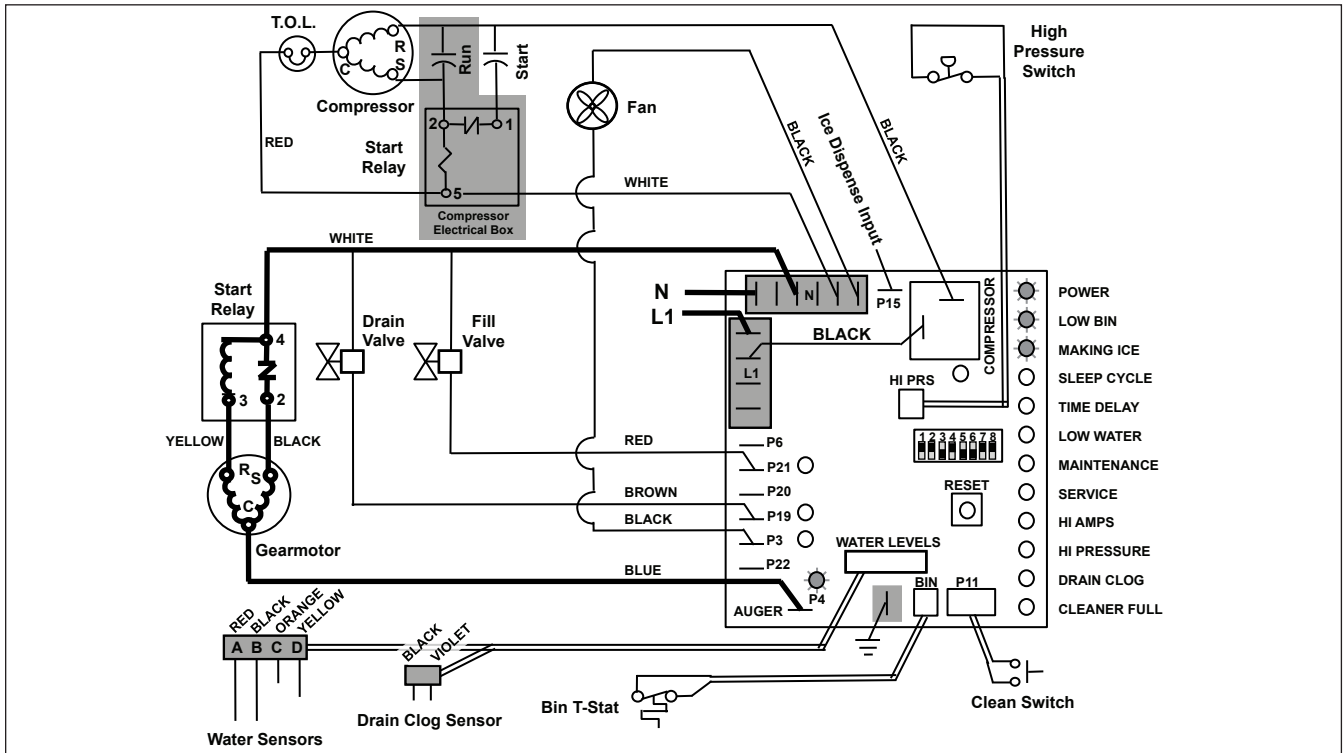 T.O.L.
R
S
C
Compressor
Run
Start
High
Pressure
Switch
Fan
RED
2
1
Start
Relay
5
Compressor
Electrical Box
WHITE
BLACK
Ice Dispense Input
BLACK
WHITE
Start
Relay
4
3
2
YELLOW
BLACK
R
S
C
Gearmotor
Drain
Valve
Fill
Valve
N
L1
N
P15
BLACK
L1
COMPRESSOR
HI PRS
1 2 3 4 5 6 7 8
RESET
POWER
LOW BIN
MAKING ICE
SLEEP CYCLE
TIME DELAY
LOW WATER
MAINTENANCE
SERVICE
HI AMPS
HI PRESSURE
DRAIN CLOG
CLEANER FULL
P6
RED
P21
P20
BROWN
P19
BLACK
P3
P22
BLUE
P4
AUGER
WATER LEVELS
BIN
P11
RED
BLACK
ORANGE
YELLOW
A B C D
Water Sensors
BLACK
VIOLET
Drain Clog Sensor
Bin T-Stat
Clean Switch